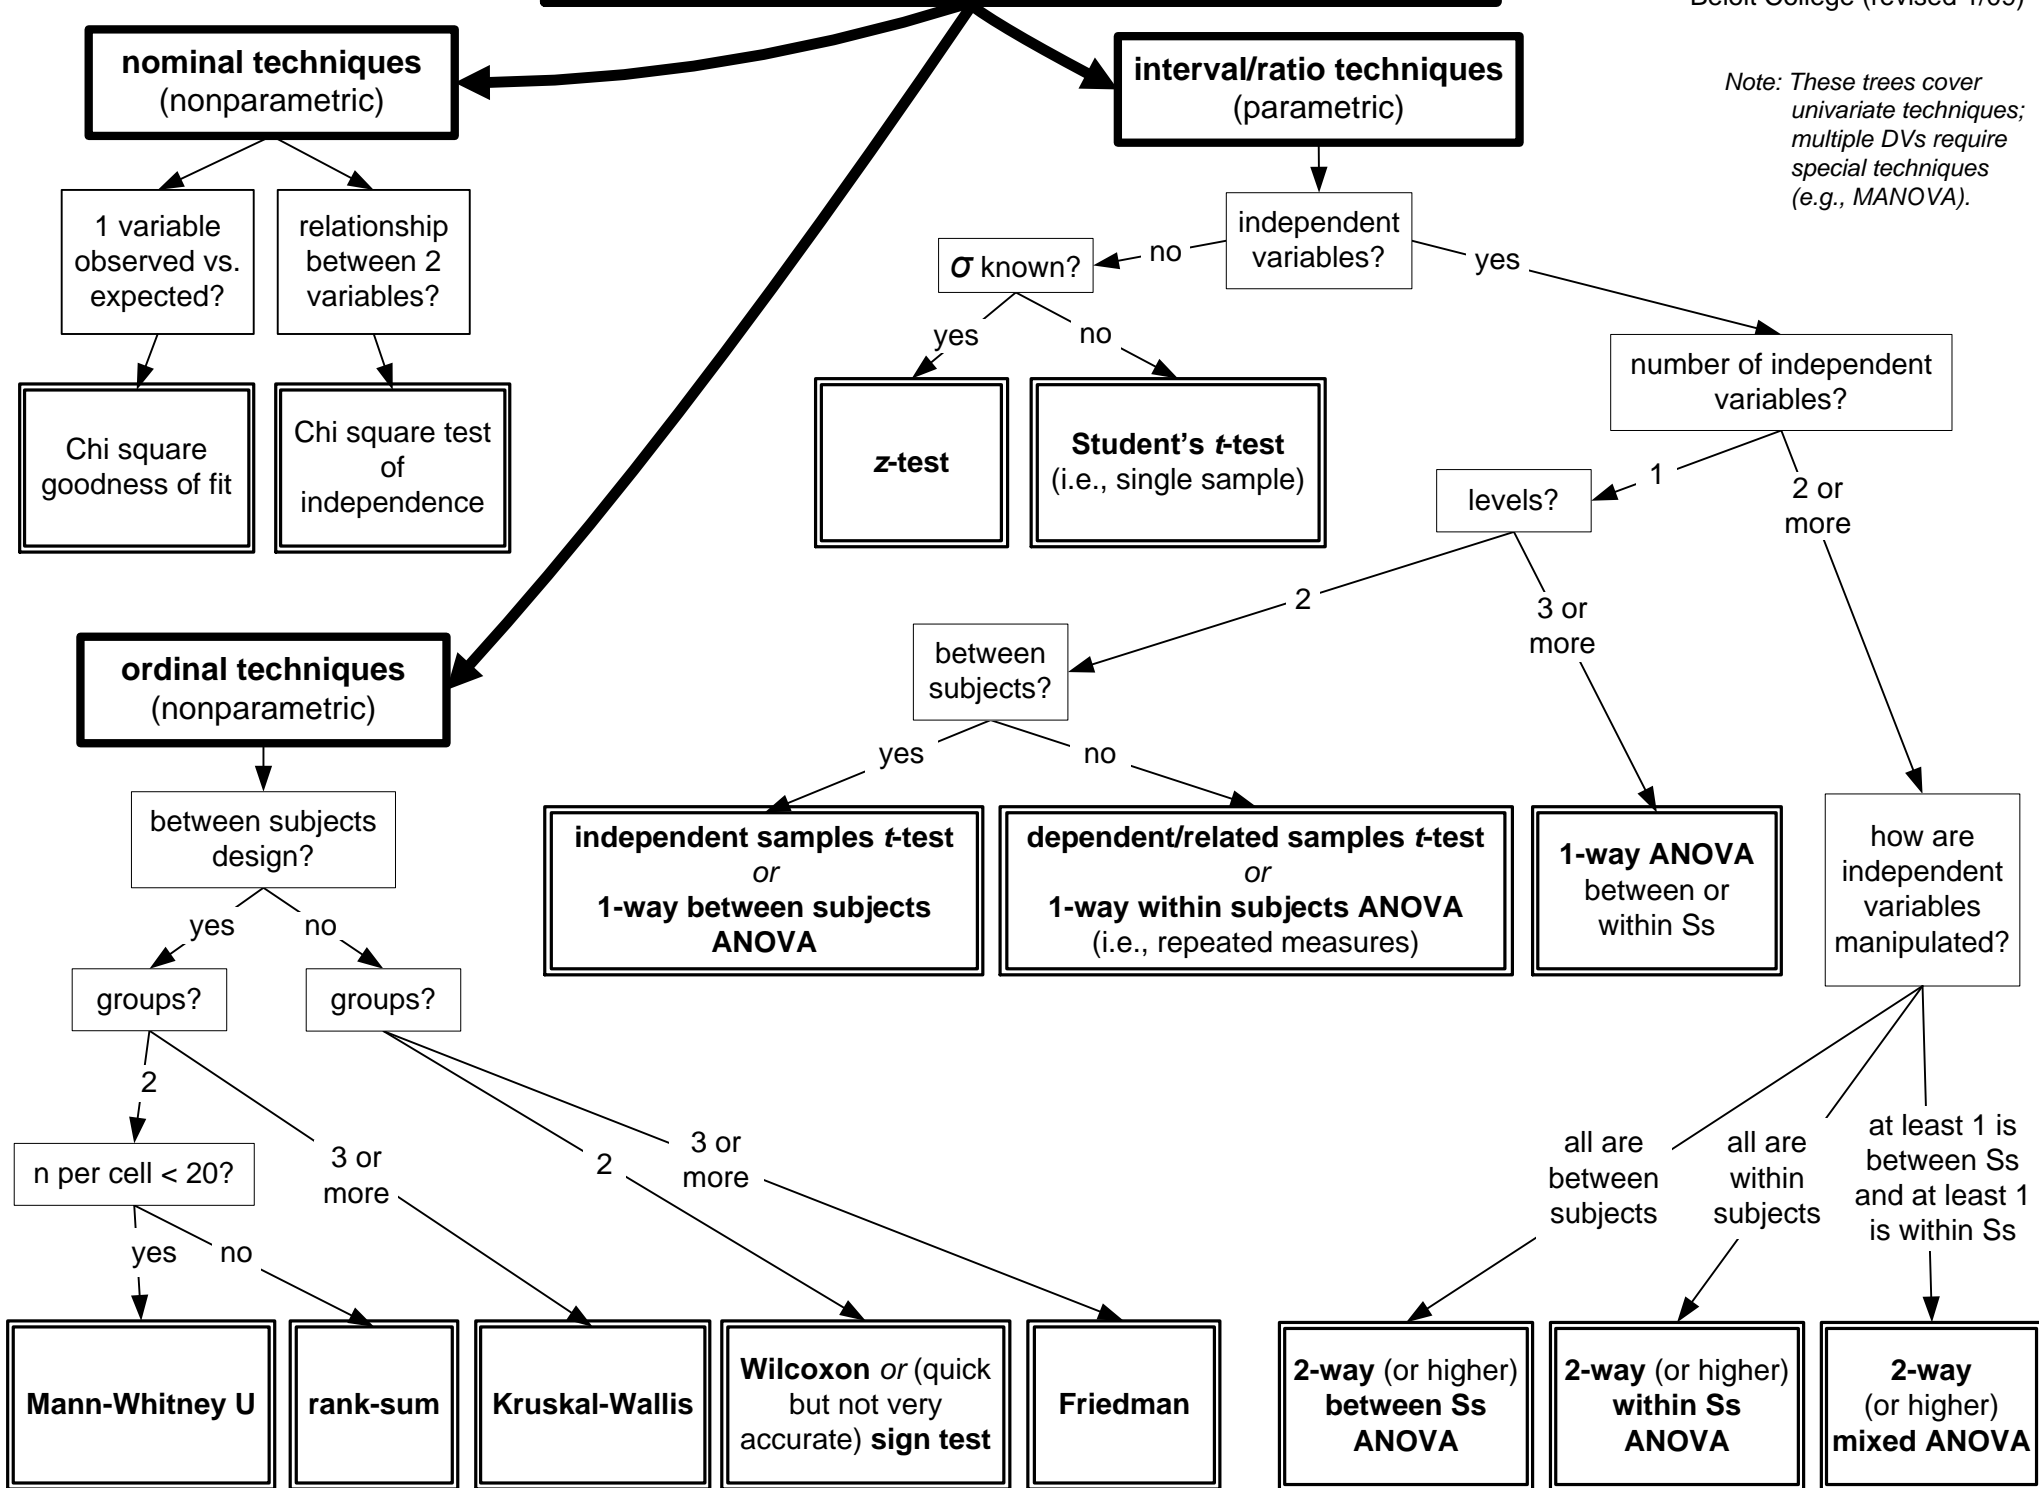 Beloit College (revised 1/09)
nominal techniques
(nonparametric)
interval/ratio techniques
(parametric)
Note: These trees cover
univariate techniques;
multiple DVs require
special techniques
(e.g., MANOVA).
1 variable
observed vs.
expected?
relationship
between 2
variables?
independent
variables?
no
yes
σ known?
yes
no
number of independent
variables?
Chi square
goodness of fit
Chi square test
of
independence
z-test
Student’s t-test
(i.e., single sample)
1
2 or
more
levels?
2
3 or
more
ordinal techniques
(nonparametric)
between
subjects?
yes
no
between subjects
design?
independent samples t-test
or
1-way between subjects
ANOVA
dependent/related samples t-test
or
1-way within subjects ANOVA
(i.e., repeated measures)
1-way ANOVA
between or
within Ss
how are
independent
variables
manipulated?
yes
no
groups?
groups?
2
3 or
more
2
3 or
more
n per cell < 20?
yes
no
all are
between
subjects
all are
within
subjects
at least 1 is
between Ss
and at least 1
is within Ss
Mann-Whitney U
rank-sum
Kruskal-Wallis
Wilcoxon or (quick
but not very
accurate) sign test
Friedman
2-way (or higher)
between Ss
ANOVA
2-way (or higher)
within Ss
ANOVA
2-way
(or higher)
mixed ANOVA